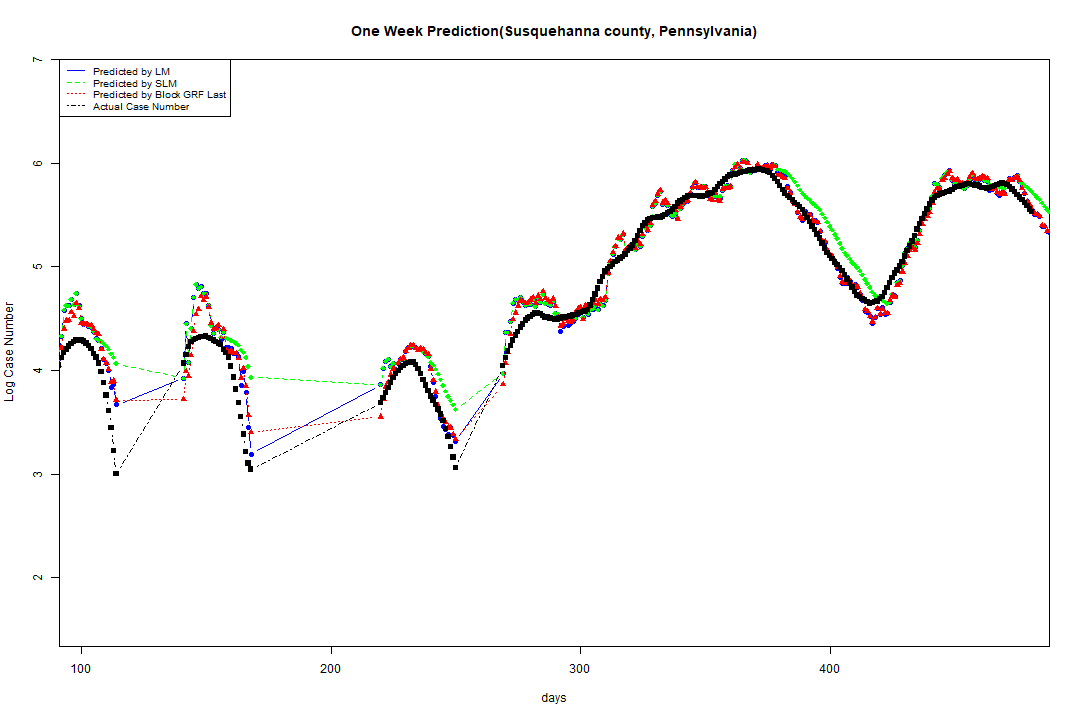 One Week Prediction(Susquehanna county, Pennsylvania)
Predicted by LM
Predicted by SLM
Predicted by Block GRF Last
Actual Case Number
7
6
5
4
3
2
Log Case Number
100 200 300 400
days